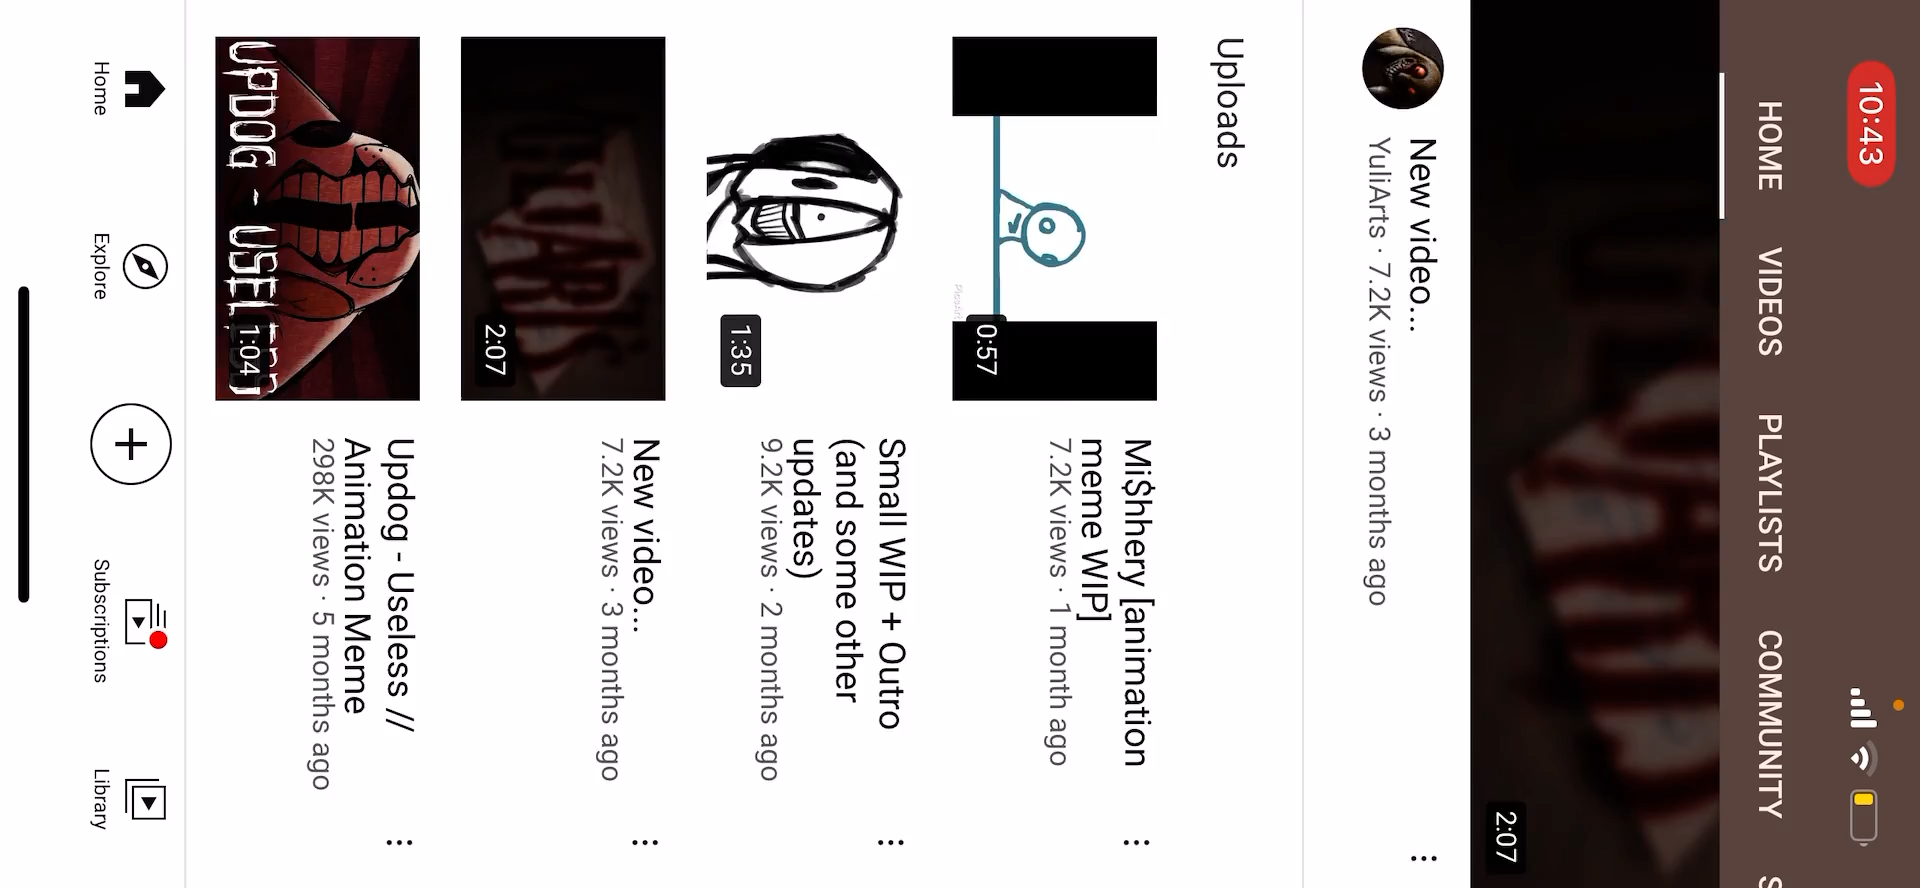 10:43
HOME VIDEOS PLAYLISTS COMMUNITY S
2:07
New video...
YuliArts · 7.2K views · 3 months ago
Uploads
0:57
Mi$hhery [animation
meme WIP]
7.2K views · 1 month ago
1:35
Small WIP + Outro
(and some other
updates)
9.2K views · 2 months ago
2:07
New video...
7.2K views · 3 months ago
UPDOG - USEL
1:04
Updog - Useless //
Animation Meme
298K views · 5 months ago
Home Explore Subscriptions Library